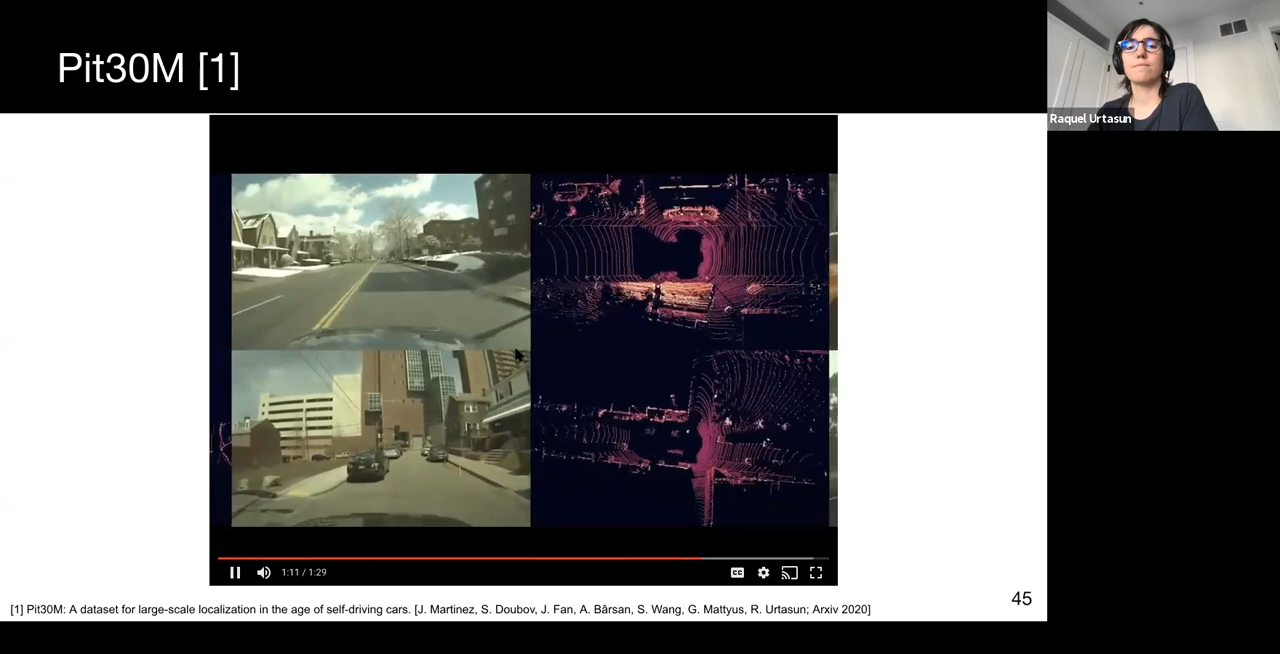 Pit30M [1]
Raquel Urtasun
1:11 / 1:29
CC
45
[1] Pit30M: A dataset for large-scale localization in the age of self-driving cars. [J. Martinez, S. Doubov, J. Fan, A. Bârsan, S. Wang, G. Mattyus, R. Urtasun; Arxiv 2020]